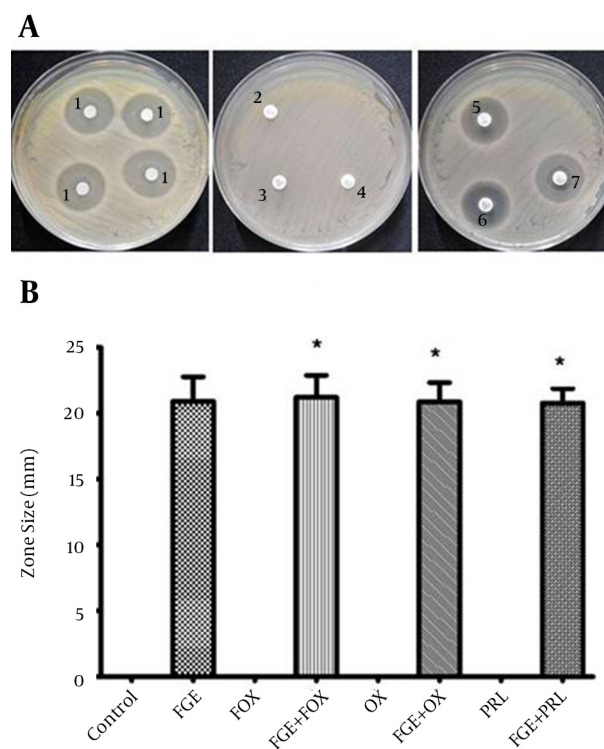 A
1
1
1
1
2
3
4
5
6
7
B
25
20
15
10
5
0
Zone Size (mm)
*
*
*
Control
FGE
FOX
FGE+FOX
OX
FGE+OX
PRL
FGE+PRL